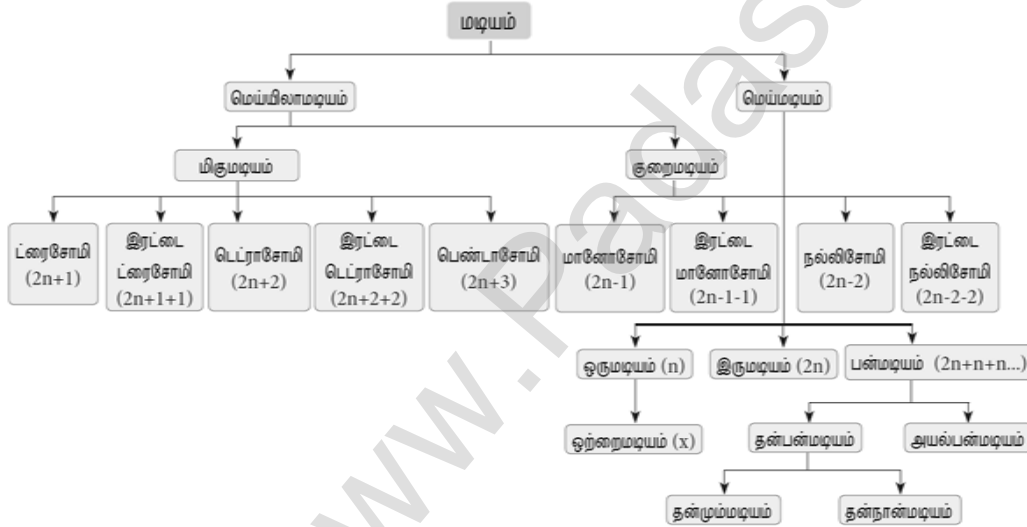 மடியம்
மெய்யிலாமடியம்
மெய்மடியம்
மிகுமடியம்
குறைமடியம்
ட்ரைசோமி
(2n+1)
இரட்டை
ட்ரைசோமி
(2n+1+1)
டெட்ராசோமி
(2n+2)
இரட்டை
டெட்ராசோமி
(2n+2+2)
பெண்டாசோமி
(2n+3)
மானோசோமி
(2n-1)
இரட்டை
மானோசோமி
(2n-1-1)
நல்லிசோமி
(2n-2)
இரட்டை
நல்லிசோமி
(2n-2-2)
ஒருமடியம் (n)
இருமடியம் (2n)
பன்மடியம் (2n+n+n...)
ஒற்றைமடியம் (x)
தன்பன்மடியம்
அயல்பன்மடியம்
தன்மும்மடியம்
தன்நான்மடியம்
www.Padas